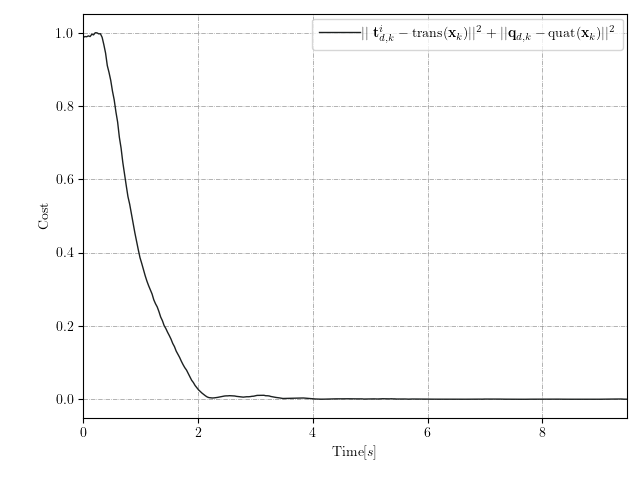 || t^i_{d,k} − trans(x_k)||^2 + ||q_{d,k} − quat(x_k)||^2
1.0
0.8
0.6
0.4
0.2
0.0
Cost
0 2 4 6 8
Time[s]